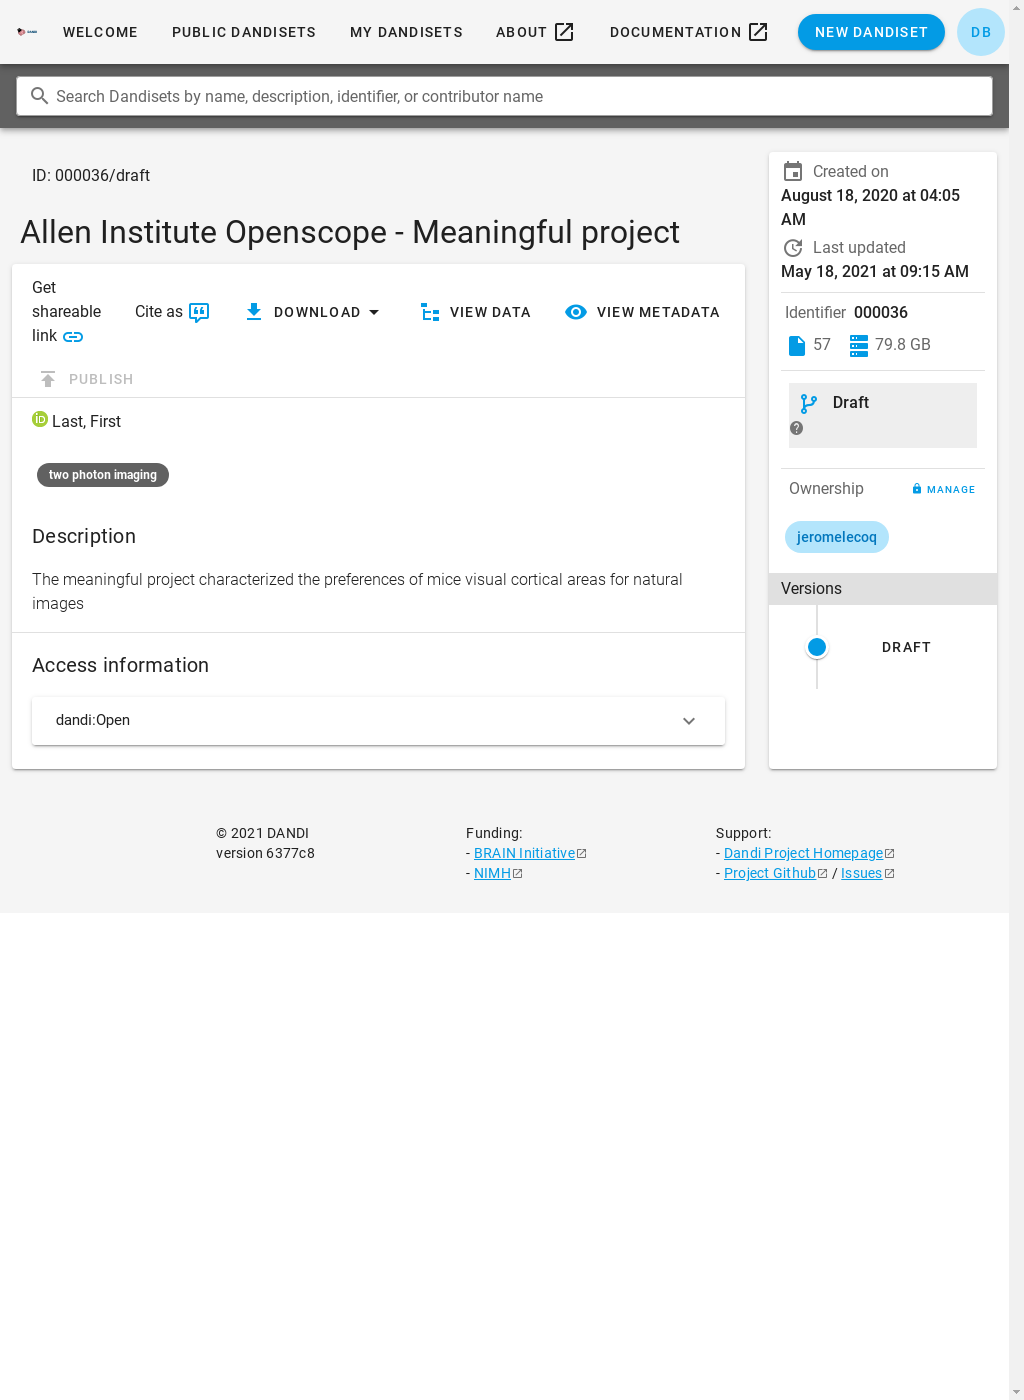 WELCOME
PUBLIC DANDISETS
MY DANDISETS
ABOUT
DOCUMENTATION
NEW DANDISET
DB
Search Dandisets by name, description, identifier, or contributor name
ID: 000036/draft
Allen Institute Openscope - Meaningful project
Get
shareable
link
Cite as
DOWNLOAD
VIEW DATA
VIEW METADATA
PUBLISH
Last, First
two photon imaging
Description
The meaningful project characterized the preferences of mice visual cortical areas for natural
images
Access information
dandi:Open
Created on
August 18, 2020 at 04:05
AM
Last updated
May 18, 2021 at 09:15 AM
Identifier 000036
57 79.8 GB
Draft
Ownership
MANAGE
jeromelecoq
Versions
DRAFT
© 2021 DANDI
version 6377c8
Funding:
- BRAIN Initiative
- NIMH
Support:
- Dandi Project Homepage
- Project Github / Issues